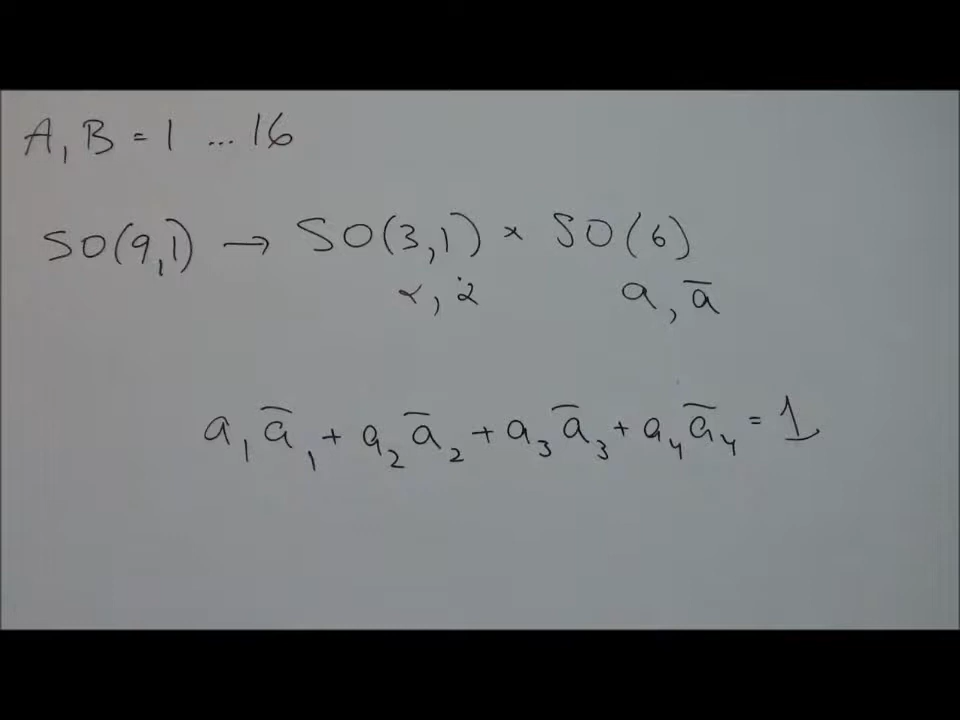 A, B = 1 ... 16
SO(9,1) → SO(3,1) × SO(6)
α, α̇ a, ā
a₁ā₁ + a₂ā₂ + a₃ā₃ + a₄ā₄ = 1